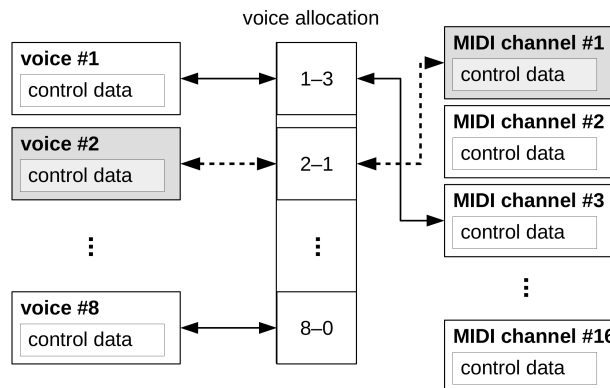 voice allocation
voice #1
control data
1–3
MIDI channel #1
control data
voice #2
control data
2–1
MIDI channel #2
control data
MIDI channel #3
control data
...
...
...
voice #8
control data
8–0
MIDI channel #16
control data